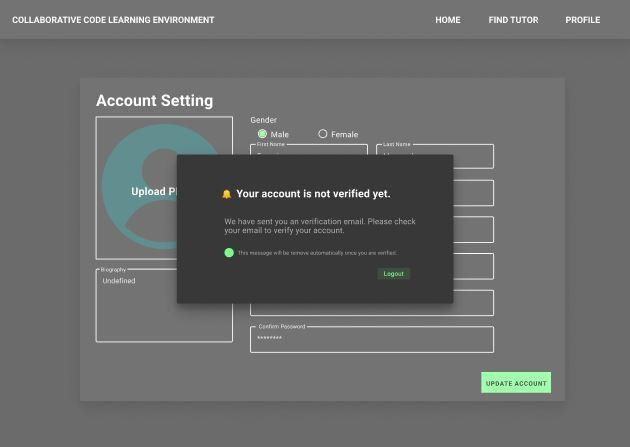 COLLABORATIVE CODE LEARNING ENVIRONMENT
HOME
FIND TUTOR
PROFILE
Account Setting
Gender
Male
Female
First Name
Last Name
Upload
🔔 Your account is not verified yet.
We have sent you an verification email. Please check
your email to verify your account.
This message will be remove automatically once you are verified.
Logout
Biography
Undefined
Confirm Password
********
UPDATE ACCOUNT